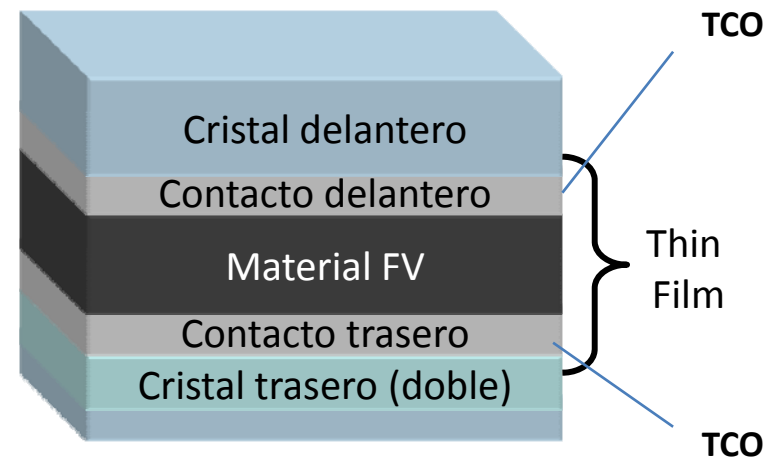 TCO
Cristal delantero
Contacto delantero
Material FV
Thin
Film
Contacto trasero
Cristal trasero (doble)
TCO